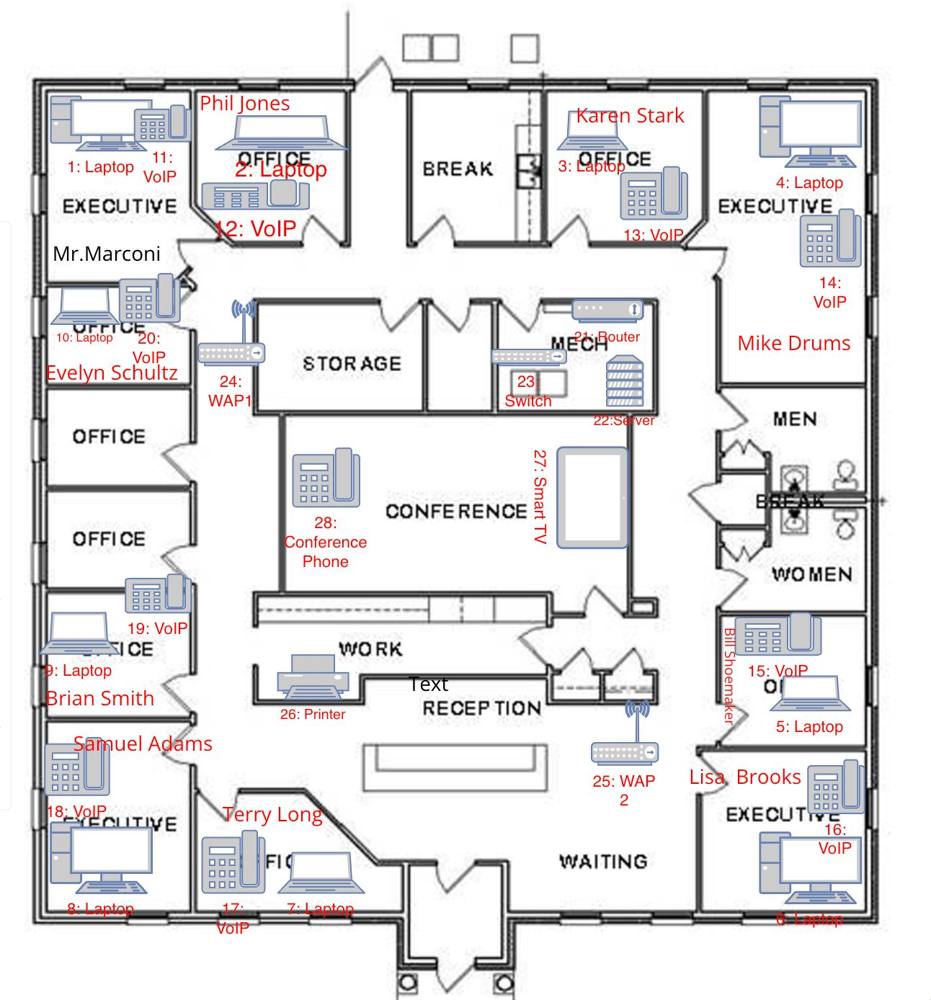 Phil Jones
Karen Stark
1: Laptop
11:
VoIP
OFFICE
2: Laptop
12: VoIP
BREAK
3: Laptop
OFFICE
13: VoIP
4: Laptop
EXECUTIVE
EXECUTIVE
14:
VoIP
Mr.Marconi
OFFICE
10: Laptop
20:
VoIP
Evelyn Schultz
24:
WAP1
STORAGE
21: Router
MECH
23:
Switch
22:Server
Mike Drums
MEN
OFFICE
CONFERENCE
28:
Conference
Phone
27: Smart TV
BREAK
OFFICE
WOMEN
19: VoIP
9: Laptop
ICE
Brian Smith
WORK
26: Printer
Text
RECEPTION
Bill Shoemaker
15: VoIP
O
5: Laptop
Samuel Adams
18: VoIP
EXECUTIVE
8: Laptop
25: WAP
2
Lisa Brooks
EXECUTIVE
16:
VoIP
6: Laptop
Terry Long
FIC
17:
VoIP
7: Laptop
WAITING